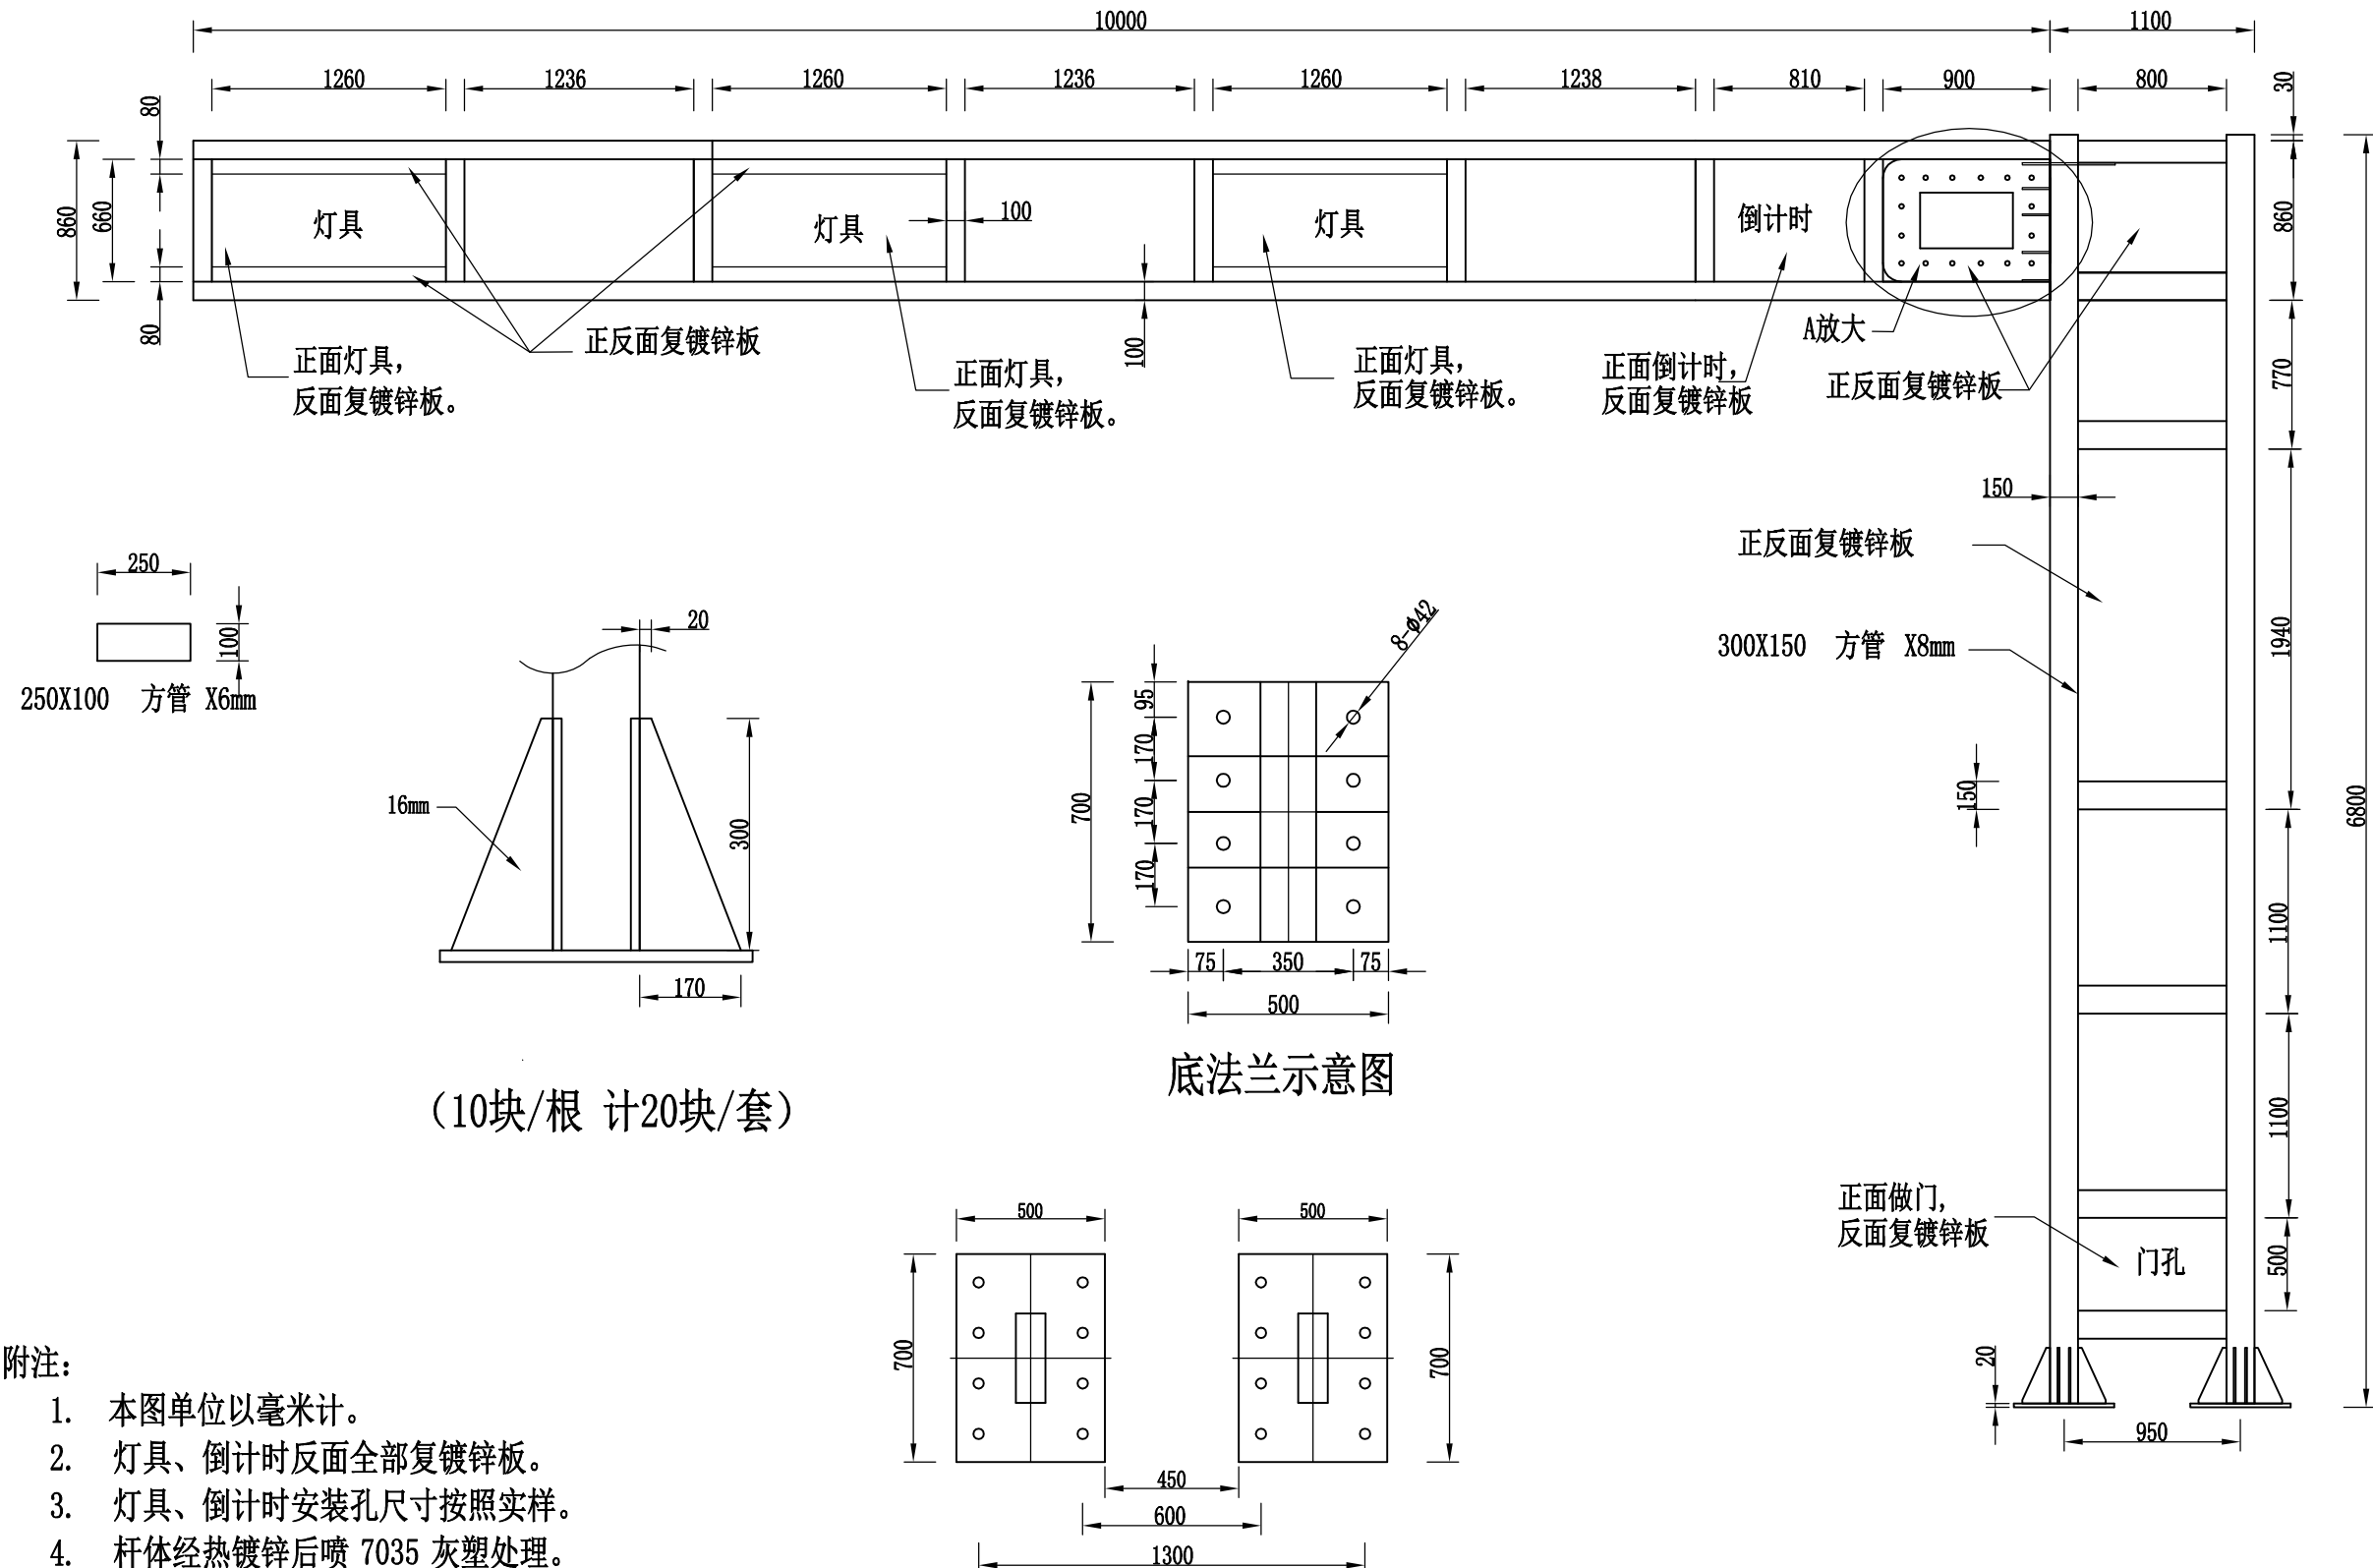 10000
1100
1260
1236
1260
1236
1260
1238
810
900
800
30
80
860
660
80
灯具
灯具
100
灯具
倒计时
860
正反面复镀锌板
100
A放大
770
正面灯具，
反面复镀锌板。
正面灯具，
反面复镀锌板。
正面灯具，
反面复镀锌板。
正面倒计时，
反面复镀锌板
正反面复镀锌板
150
正反面复镀锌板
250
100
250X100 方管 X6mm
20
8-φ42
1940
300X150 方管 X8mm
95
170
170
170
700
16mm
300
150
6800
1100
75
350
75
170
500
底法兰示意图
(10块/根 计20块/套)
1100
500
500
正面做门,
反面复镀锌板
门孔
500
700
700
20
950
450
600
1300
附注：
1. 本图单位以毫米计。
2. 灯具、倒计时反面全部复镀锌板。
3. 灯具、倒计时安装孔尺寸按照实样。
4. 杆体经热镀锌后喷 7035 灰塑处理。